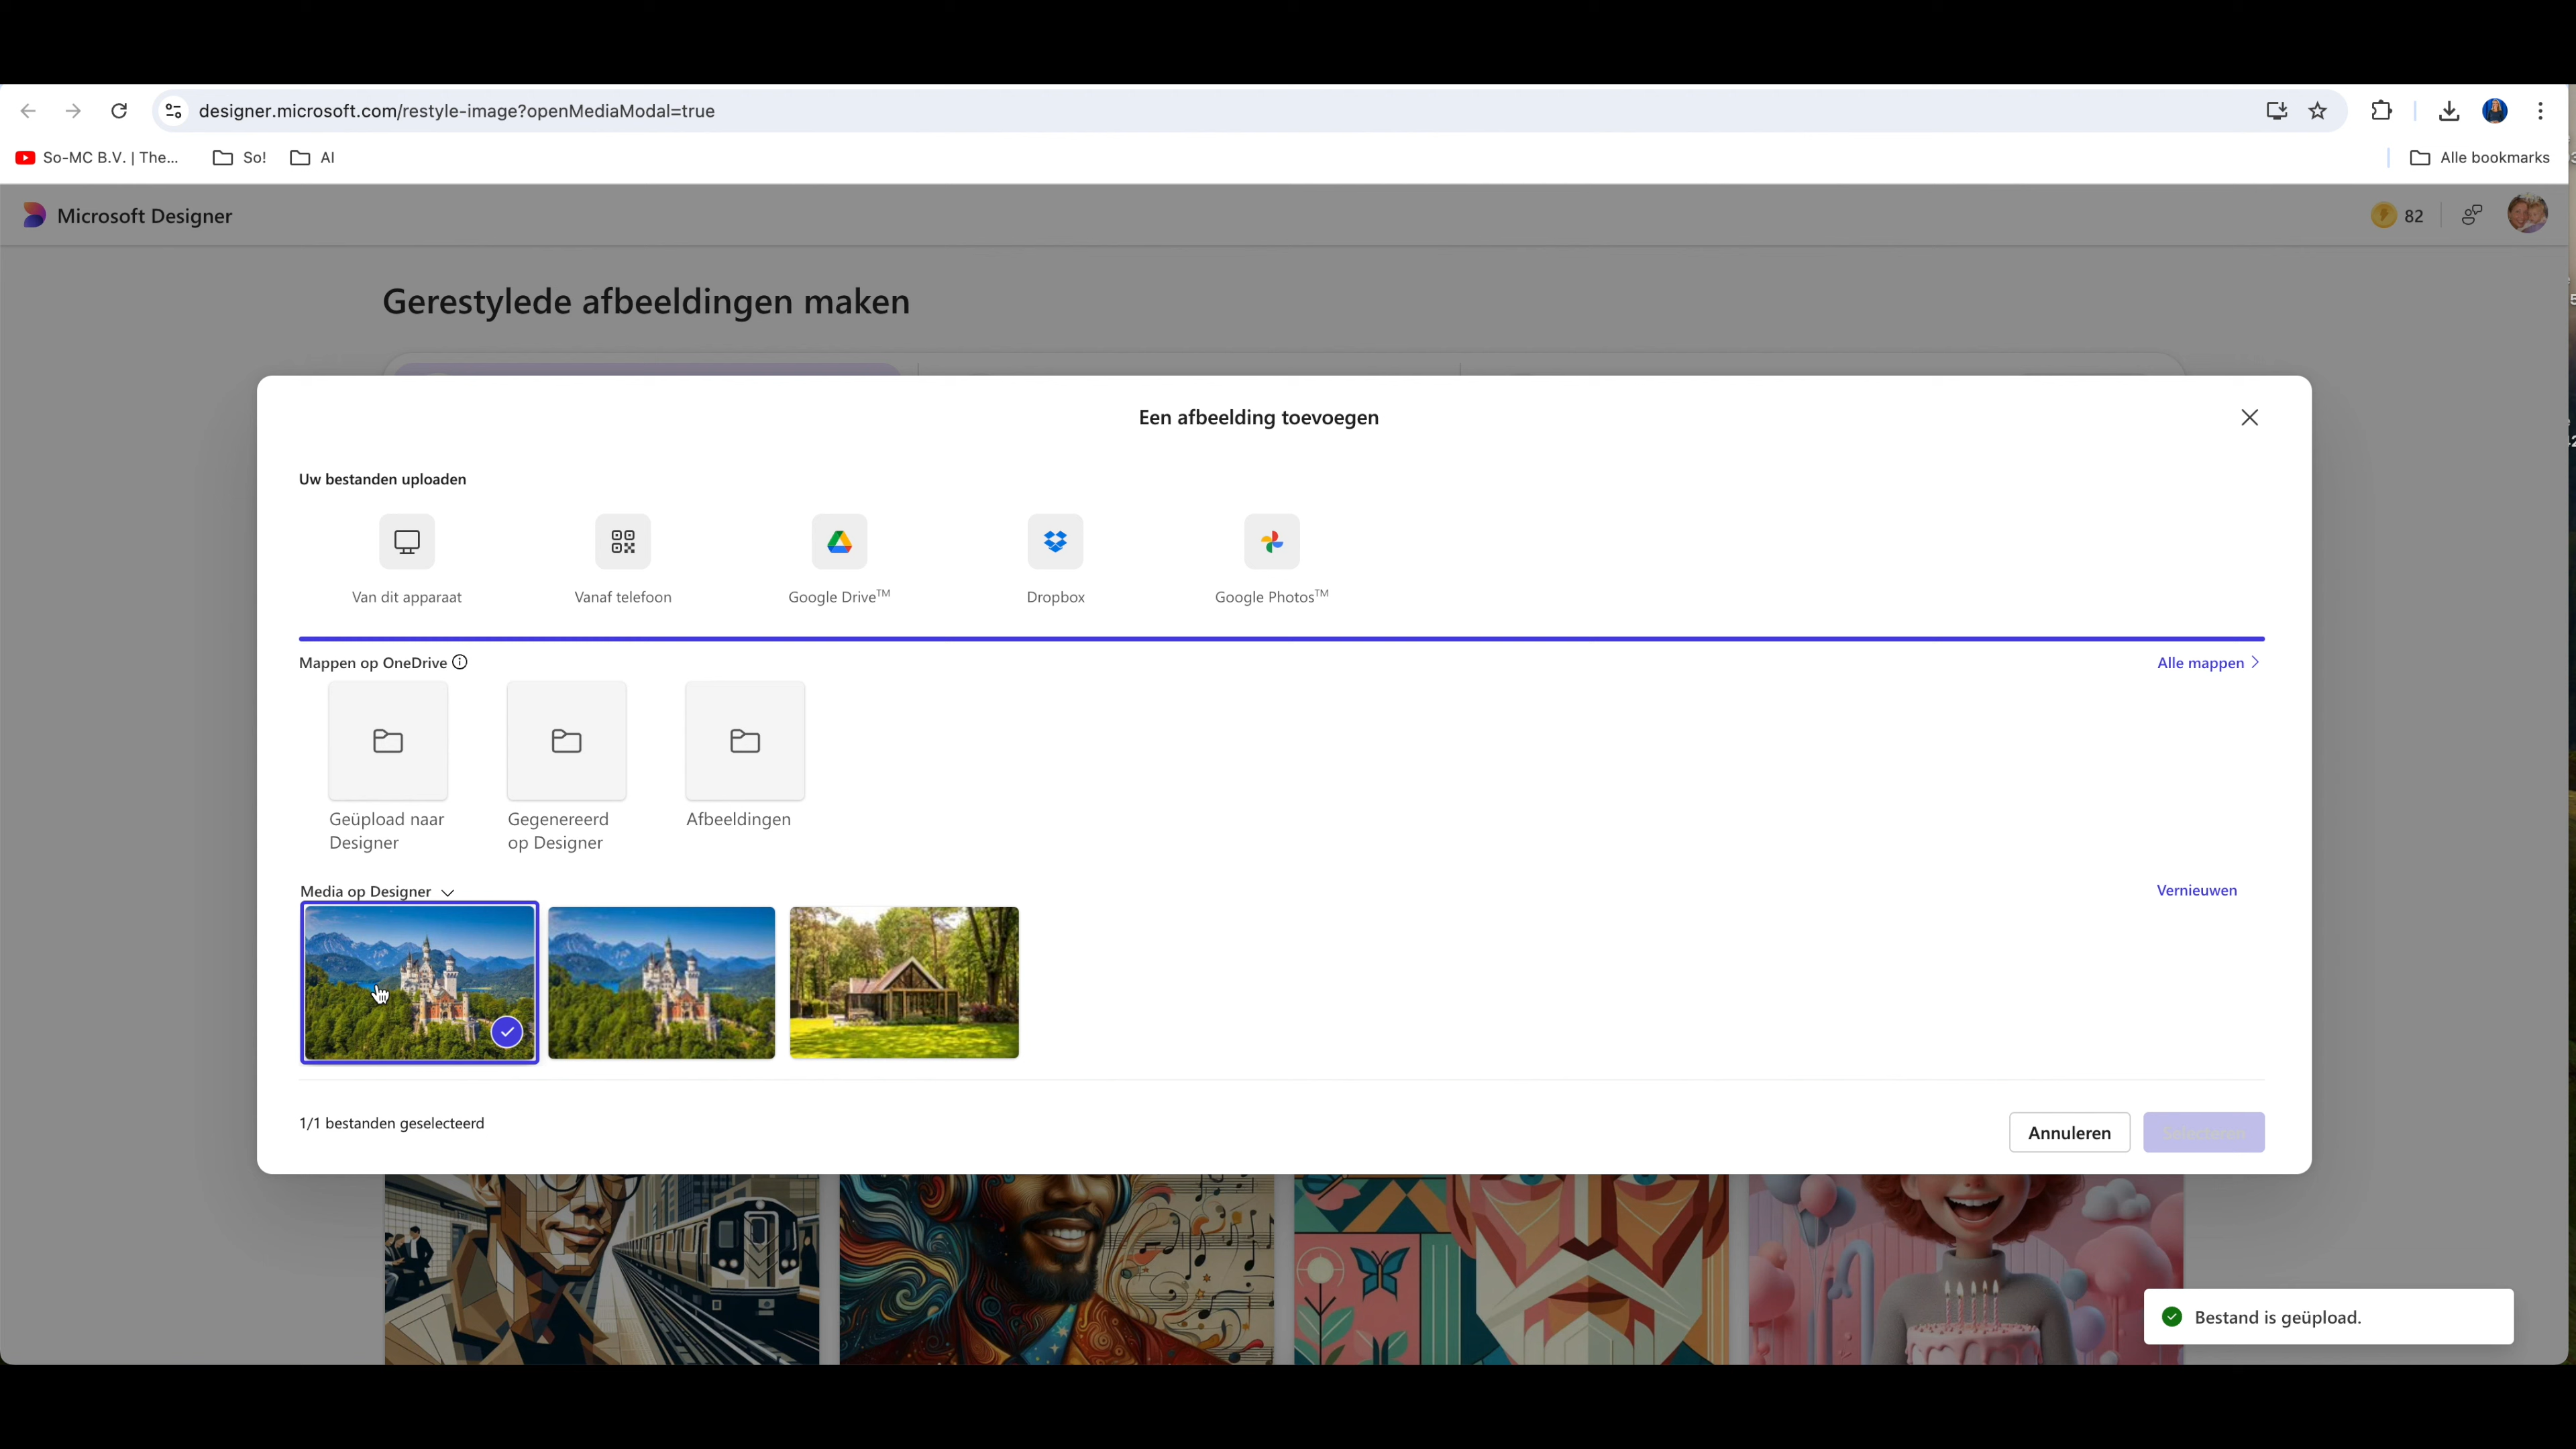 designer.microsoft.com/restyle-image?openMediaModal=true
So-MC B.V. | The...
So!
AI
Alle bookmarks
Microsoft Designer
82
Gerestylede afbeeldingen maken
Een afbeelding toevoegen
Uw bestanden uploaden
Van dit apparaat
Vanaf telefoon
Google Drive™
Dropbox
Google Photos™
Mappen op OneDrive
Alle mappen
Geüpload naar
Designer
Gegenereerd
op Designer
Afbeeldingen
Media op Designer
Vernieuwen
1/1 bestanden geselecteerd
Annuleren
Selecteren
Bestand is geüpload.